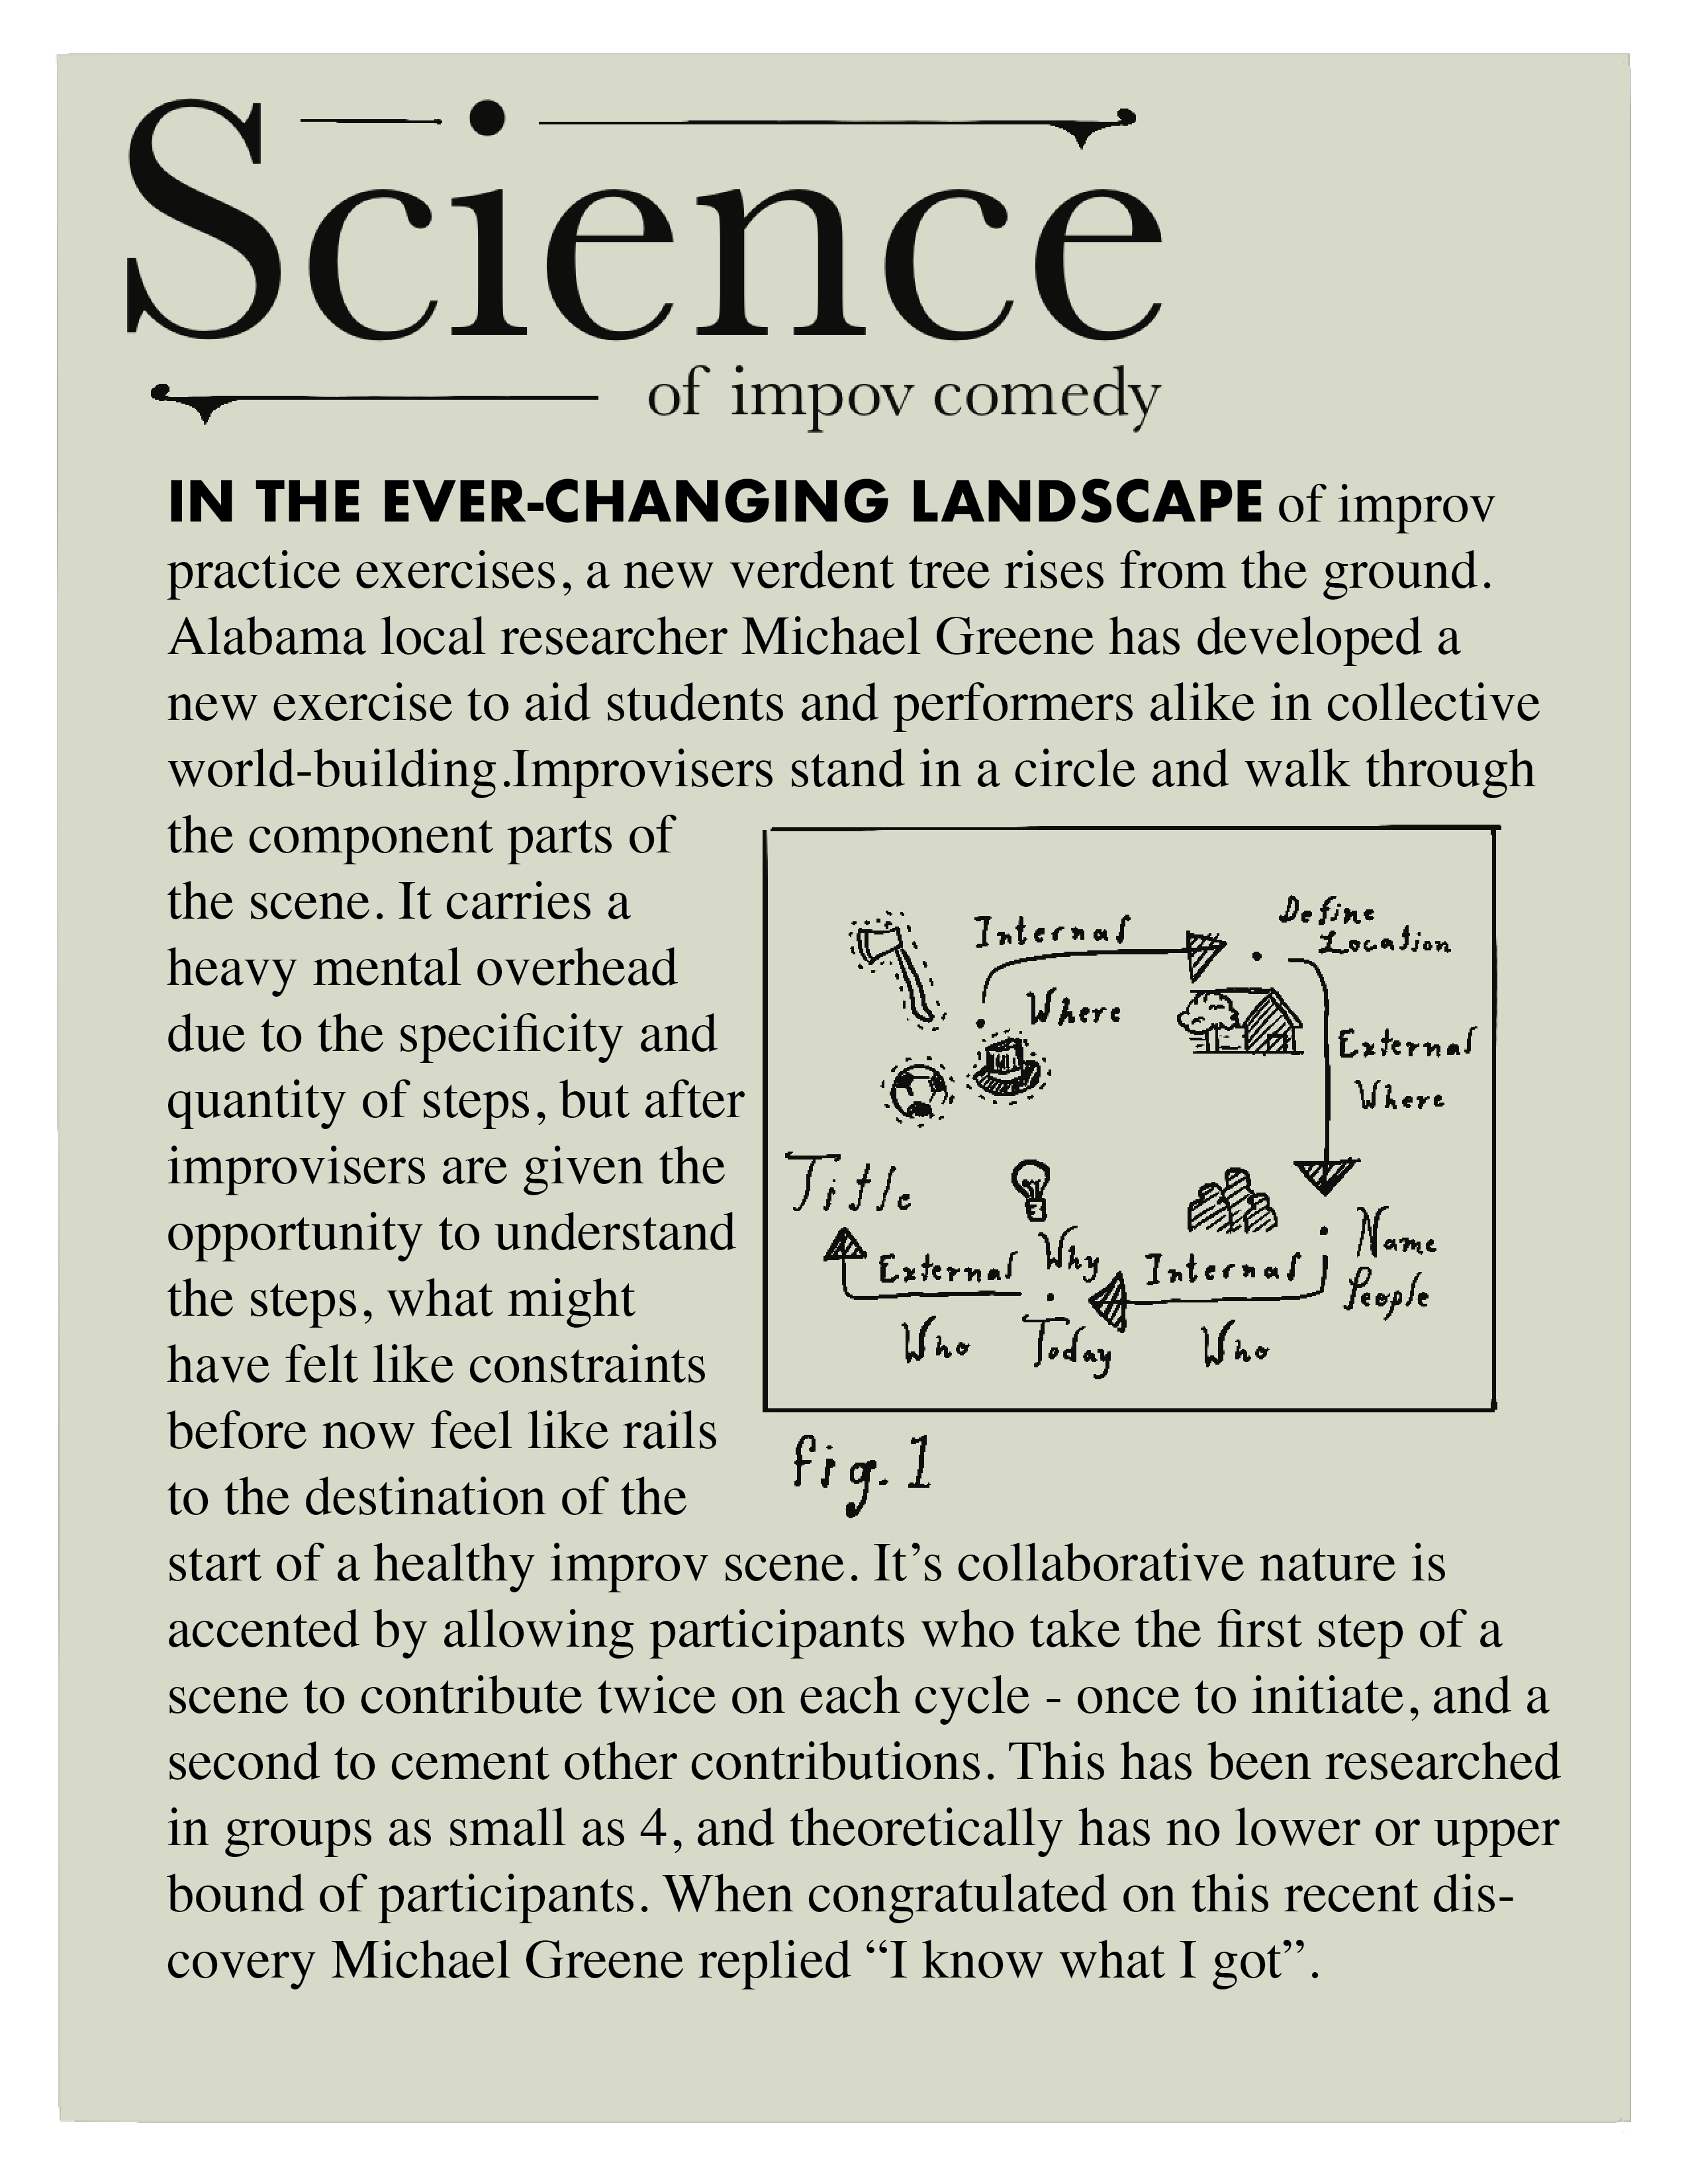 Science
of impov comedy
IN THE EVER-CHANGING LANDSCAPE of improv
practice exercises, a new verdent tree rises from the ground.
Alabama local researcher Michael Greene has developed a
new exercise to aid students and performers alike in collective
world-building.Improvisers stand in a circle and walk through
the component parts of
the scene. It carries a
heavy mental overhead
due to the specificity and
quantity of steps, but after
improvisers are given the
opportunity to understand
the steps, what might
have felt like constraints
before now feel like rails
to the destination of the
Internal
Where
Define
Location
External
Where
Name
People
Internal
Who
Why
Today
External
Who
Title
fig. 1
start of a healthy improv scene. It’s collaborative nature is
accented by allowing participants who take the first step of a
scene to contribute twice on each cycle - once to initiate, and a
second to cement other contributions. This has been researched
in groups as small as 4, and theoretically has no lower or upper
bound of participants. When congratulated on this recent dis-
covery Michael Greene replied “I know what I got”.